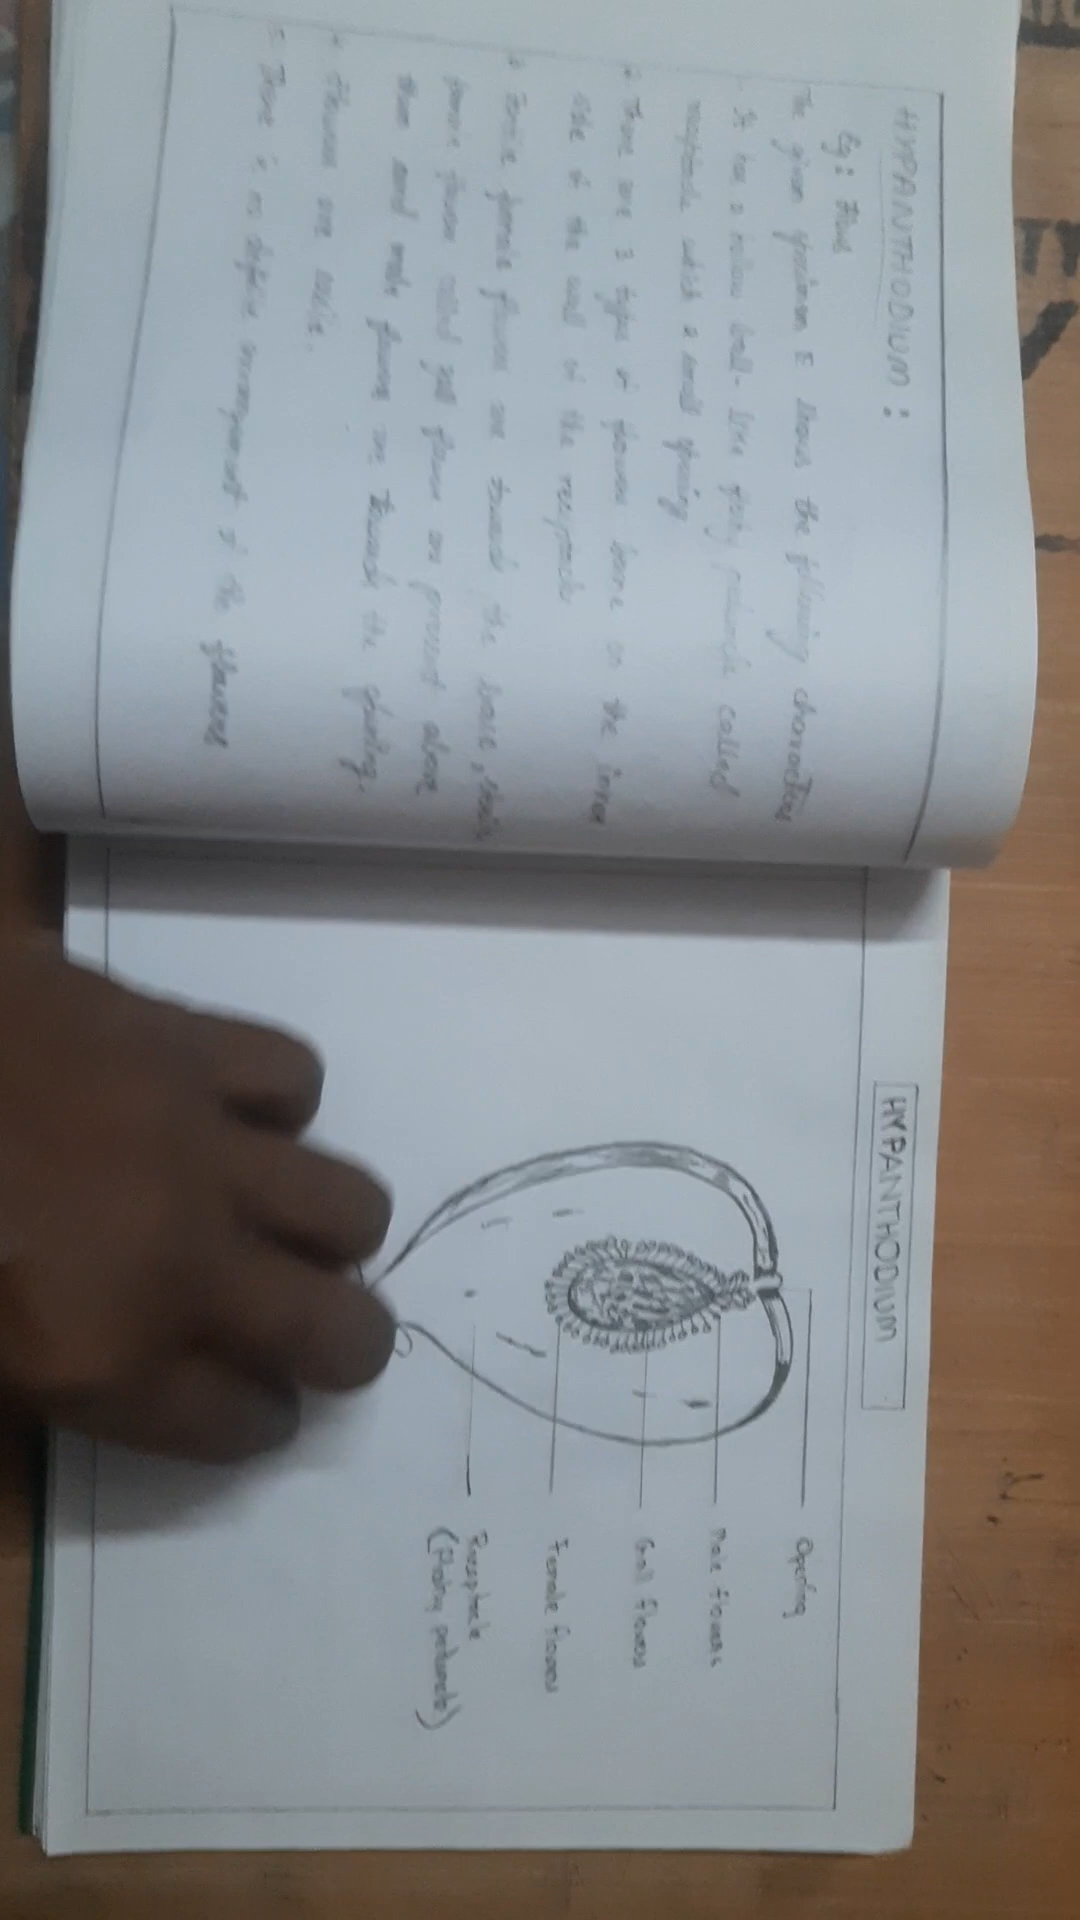 HYPANTHODIUM :
Eg: Ficus
The given specimen E shows the following characters
It has a hollow ball-like fleshy peduncle called
receptacle which a small opening
There are 3 types of flowers borne on the inner
side of the wall of the receptacle
Fertile female flowers are towards the base, sterile
female flowers called gall flowers are present above
them and male flowers are towards the opening.
Flowers are sessile.
There is no definite arrangement of the flowers
HYPANTHODIUM
Opening
Male flowers
Gall flowers
Female flowers
Receptacle
(Fleshy peduncle)